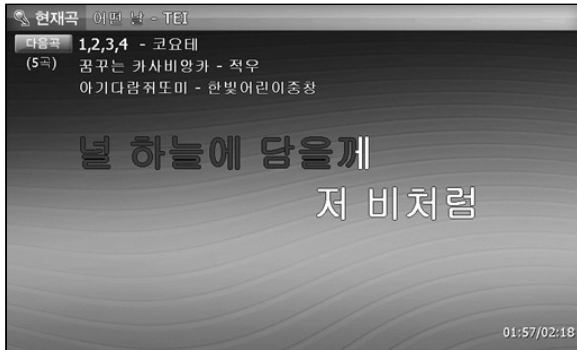 현재곡 어떤 날 - TEI
다음곡 1,2,3,4 - 코요테
(5곡) 꿈꾸는 카사비앙카 - 적우
아기다람쥐또미 - 한빛어린이중창
널 하늘에 담을께
저 비처럼
01:57/02:18